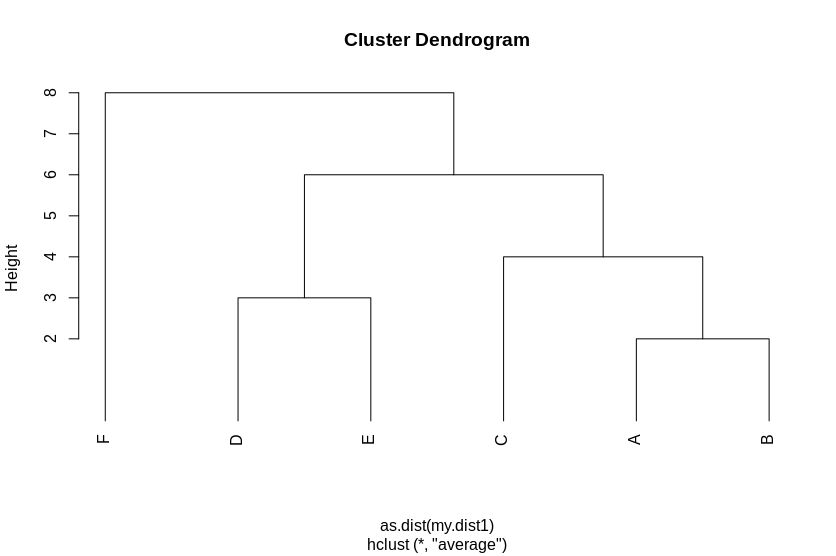 Cluster Dendrogram
8
7
6
5
4
3
2
Height
F
D
E
C
A
B
as.dist(my.dist1)
hclust (*, "average")